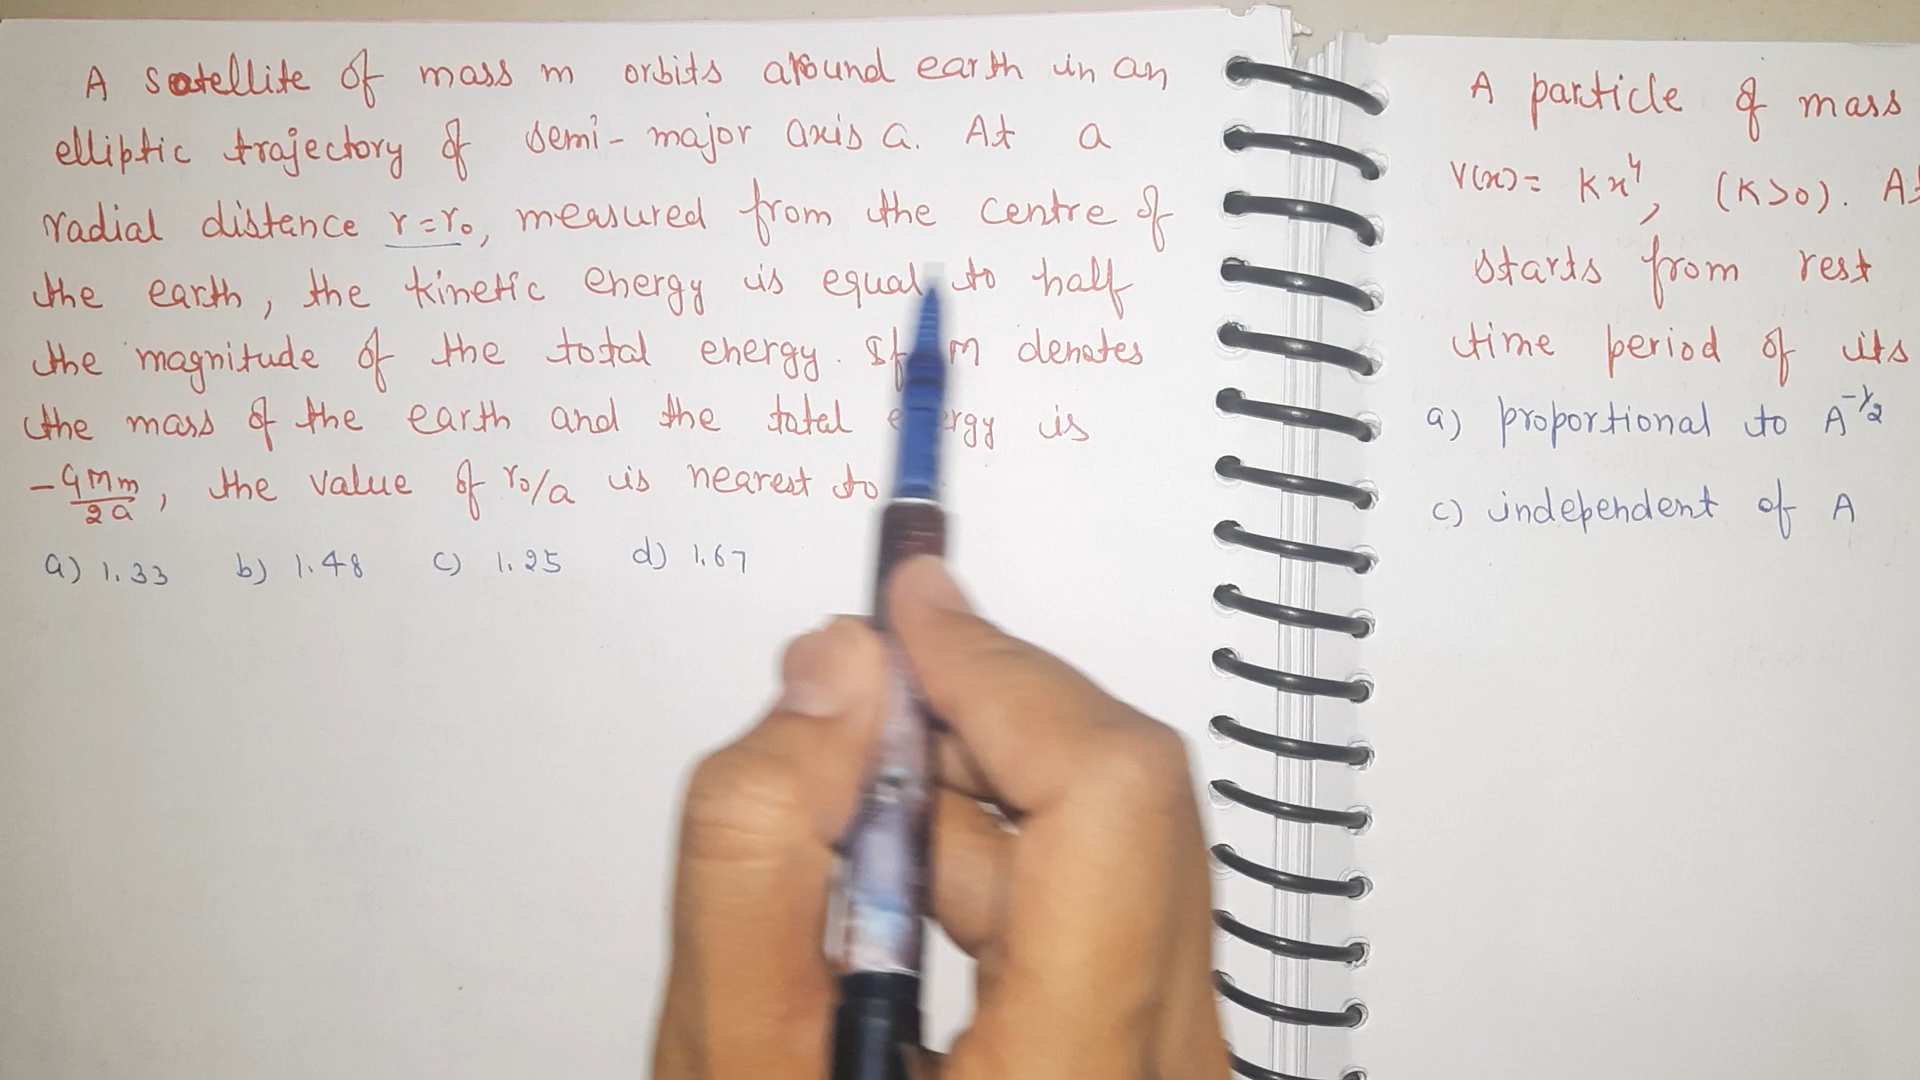 A satellite of mass m orbits around earth in an
elliptic trajectory of semi-major axis a. At a
radial distance r=r₀, measured from the centre of
the earth, the kinetic energy is equal to half
the magnitude of the total energy. If M denotes
the mass of the earth and the total is
-GMm/2a, the value of r₀/a is nearest to
a) 1.33 b) 1.48 c) 1.25 d) 1.67
A particle of mass
V(x)= Kx⁴, (K>0).
starts from rest
time period of its
a) proportional to A^-1/2
c) independent of A